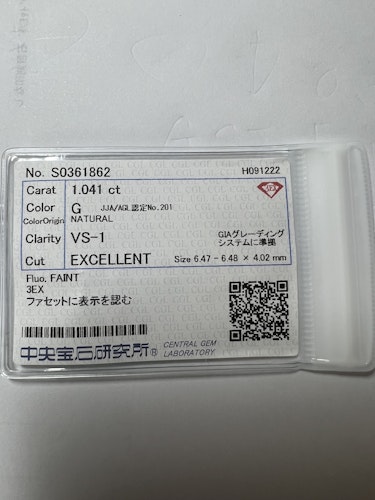 No. S0361862 H091222
Carat 1.041 ct
Color G JJA/AGL認定No.201
ColorOrigin NATURAL
Clarity VS-1 GIAグレーディング
システムに準拠
Cut EXCELLENT Size 6.47 - 6.48 × 4.02 mm
Fluo. FAINT
3EX
ファセットに表示を認む
中央宝石研究所® CENTRAL GEM
LABORATORY